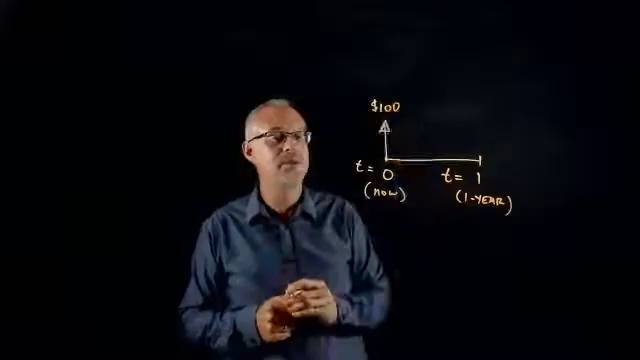 $100
t = 0 t = 1
(NOW) (1-YEAR)